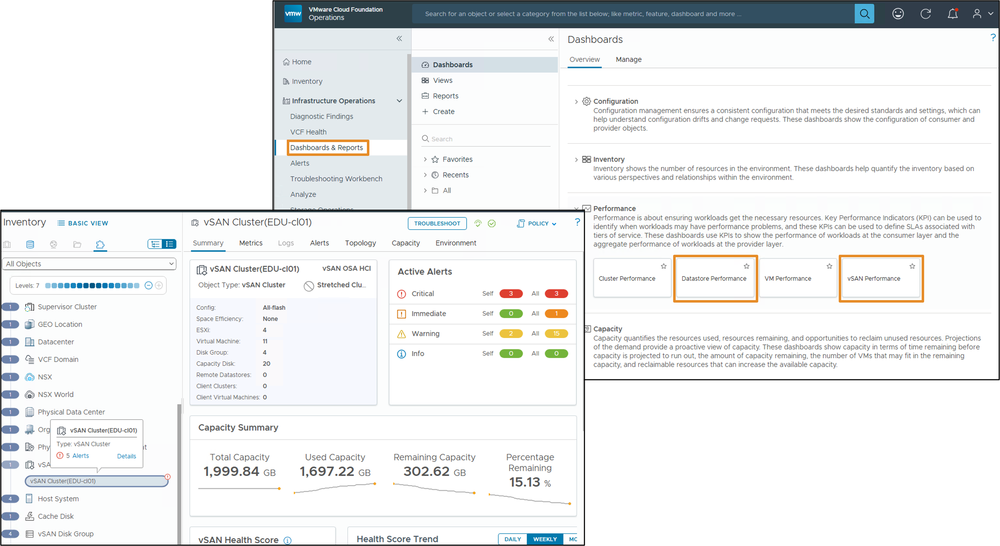 vmw
VMware Cloud Foundation
Operations
Search for an object or select a category from the list below; like metric, feature, dashboard and more ...
Home
Inventory
Infrastructure Operations
Diagnostic Findings
VCF Health
Dashboards & Reports
Alerts
Troubleshooting Workbench
Analyze
Storage Operations
Dashboards
Views
Reports
Create
Search
Favorites
Recents
All
Dashboards
?
Overview Manage
Configuration
Configuration management ensures a consistent configuration that meets the desired standards and settings, which can
help understand configuration drifts and change requests. These dashboards show the configuration of consumer and
provider objects.
Inventory
Inventory shows the number of resources in the environment. These dashboards help quantify the inventory based on
various perspectives and relationships within the environment.
Performance
Performance is about ensuring workloads get the necessary resources. Key Performance Indicators (KPI) can be used to
identify when workloads may have performance problems, and these KPIs can be used to define SLAs associated with
tiers of service. These dashboards use KPIs to show the performance of workloads at the consumer layer and the
aggregate performance of workloads at the provider layer.
Cluster Performance
Datastore Performance
VM Performance
vSAN Performance
Capacity
Capacity quantifies the resources used, resources remaining, and opportunities to reclaim unused resources. Projections
of the demand provide a proactive view of capacity. These dashboards show capacity in terms of time remaining before
capacity is projected to run out, the amount of capacity remaining, the number of VMs that may fit in the remaining
capacity, and reclaimable resources that can increase the available capacity.
Inventory BASIC VIEW
All Objects
Levels: 7
1 Supervisor Cluster
1 GEO Location
1 Datacenter
1 VCF Domain
1 NSX
1 NSX World
1 Physical Data Center
1 Org
1 Phy t
1 vSA
vSAN Cluster(EDU-cl01)
Type: vSAN Cluster
5 Alerts Details
vSAN Cluster(EDU-cl01)
4 Host System
1 Cache Disk
4 vSAN Disk Group
vSAN Cluster(EDU-cl01)
TROUBLESHOOT
POLICY
?
Summary Metrics Logs Alerts Topology Capacity Environment
vSAN Cluster(EDU-cl01) vSAN OSA HCI
Object Type: vSAN Cluster Stretched Clu...
Config: All-flash
Space Efficiency: None
ESXi: 4
Virtual Machine: 11
Disk Group: 4
Capacity Disk: 20
Remote Datastores: 0
Client Clusters: 0
Client Virtual Machines: 0
Active Alerts
Critical Self 3 All 3
Immediate Self 0 All 1
Warning Self 2 All 15
Info Self 0 All 0
Capacity Summary
Total Capacity
1,999.84 GB
Used Capacity
1,697.22 GB
Remaining Capacity
302.62 GB
Percentage
Remaining
15.13 %
vSAN Health Score
Health Score Trend
DAILY WEEKLY MO